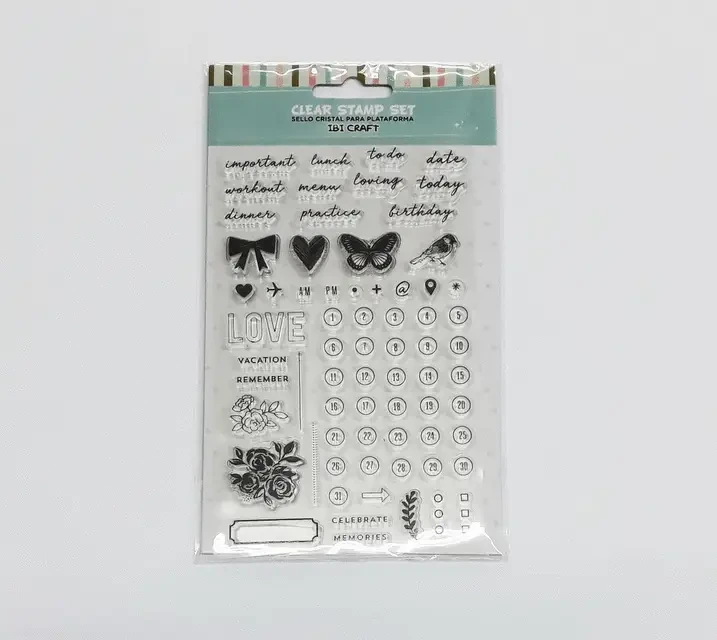 CLEAR STAMP SET
SELLO CRISTAL PARA PLATAFORMA
IBI CRAFT
important lunch to do date
workout menu loving today
dinner practice birthday
AM PM + @ *
LOVE 1 2 3 4 5
VACATION 6 7 8 9 10
REMEMBER 11 12 13 14 15
16 17 18 19 20
21 22 23 24 25
26 27 28 29 30
31
CELEBRATE
MEMORIES